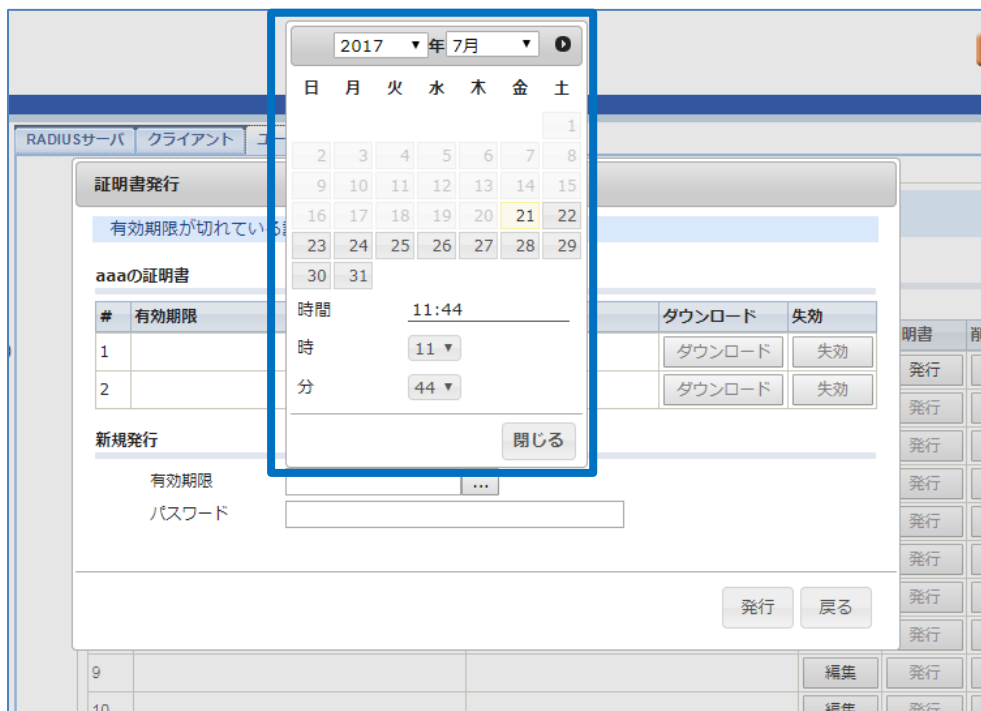 2017 年 7月
日 月 火 水 木 金 土
1
2 3 4 5 6 7 8
9 10 11 12 13 14 15
16 17 18 19 20 21 22
23 24 25 26 27 28 29
30 31
時間 11:44
時 11
分 44
閉じる
RADIUSサーバ クライアント
証明書発行
有効期限が切れている
aaaの証明書
# 有効期限 ダウンロード 失効
1 ダウンロード 失効
2 ダウンロード 失効
新規発行
有効期限 ...
パスワード
発行 戻る
明書
発行
発行
発行
発行
発行
発行
発行
発行
9 編集 発行
10 編集 発行